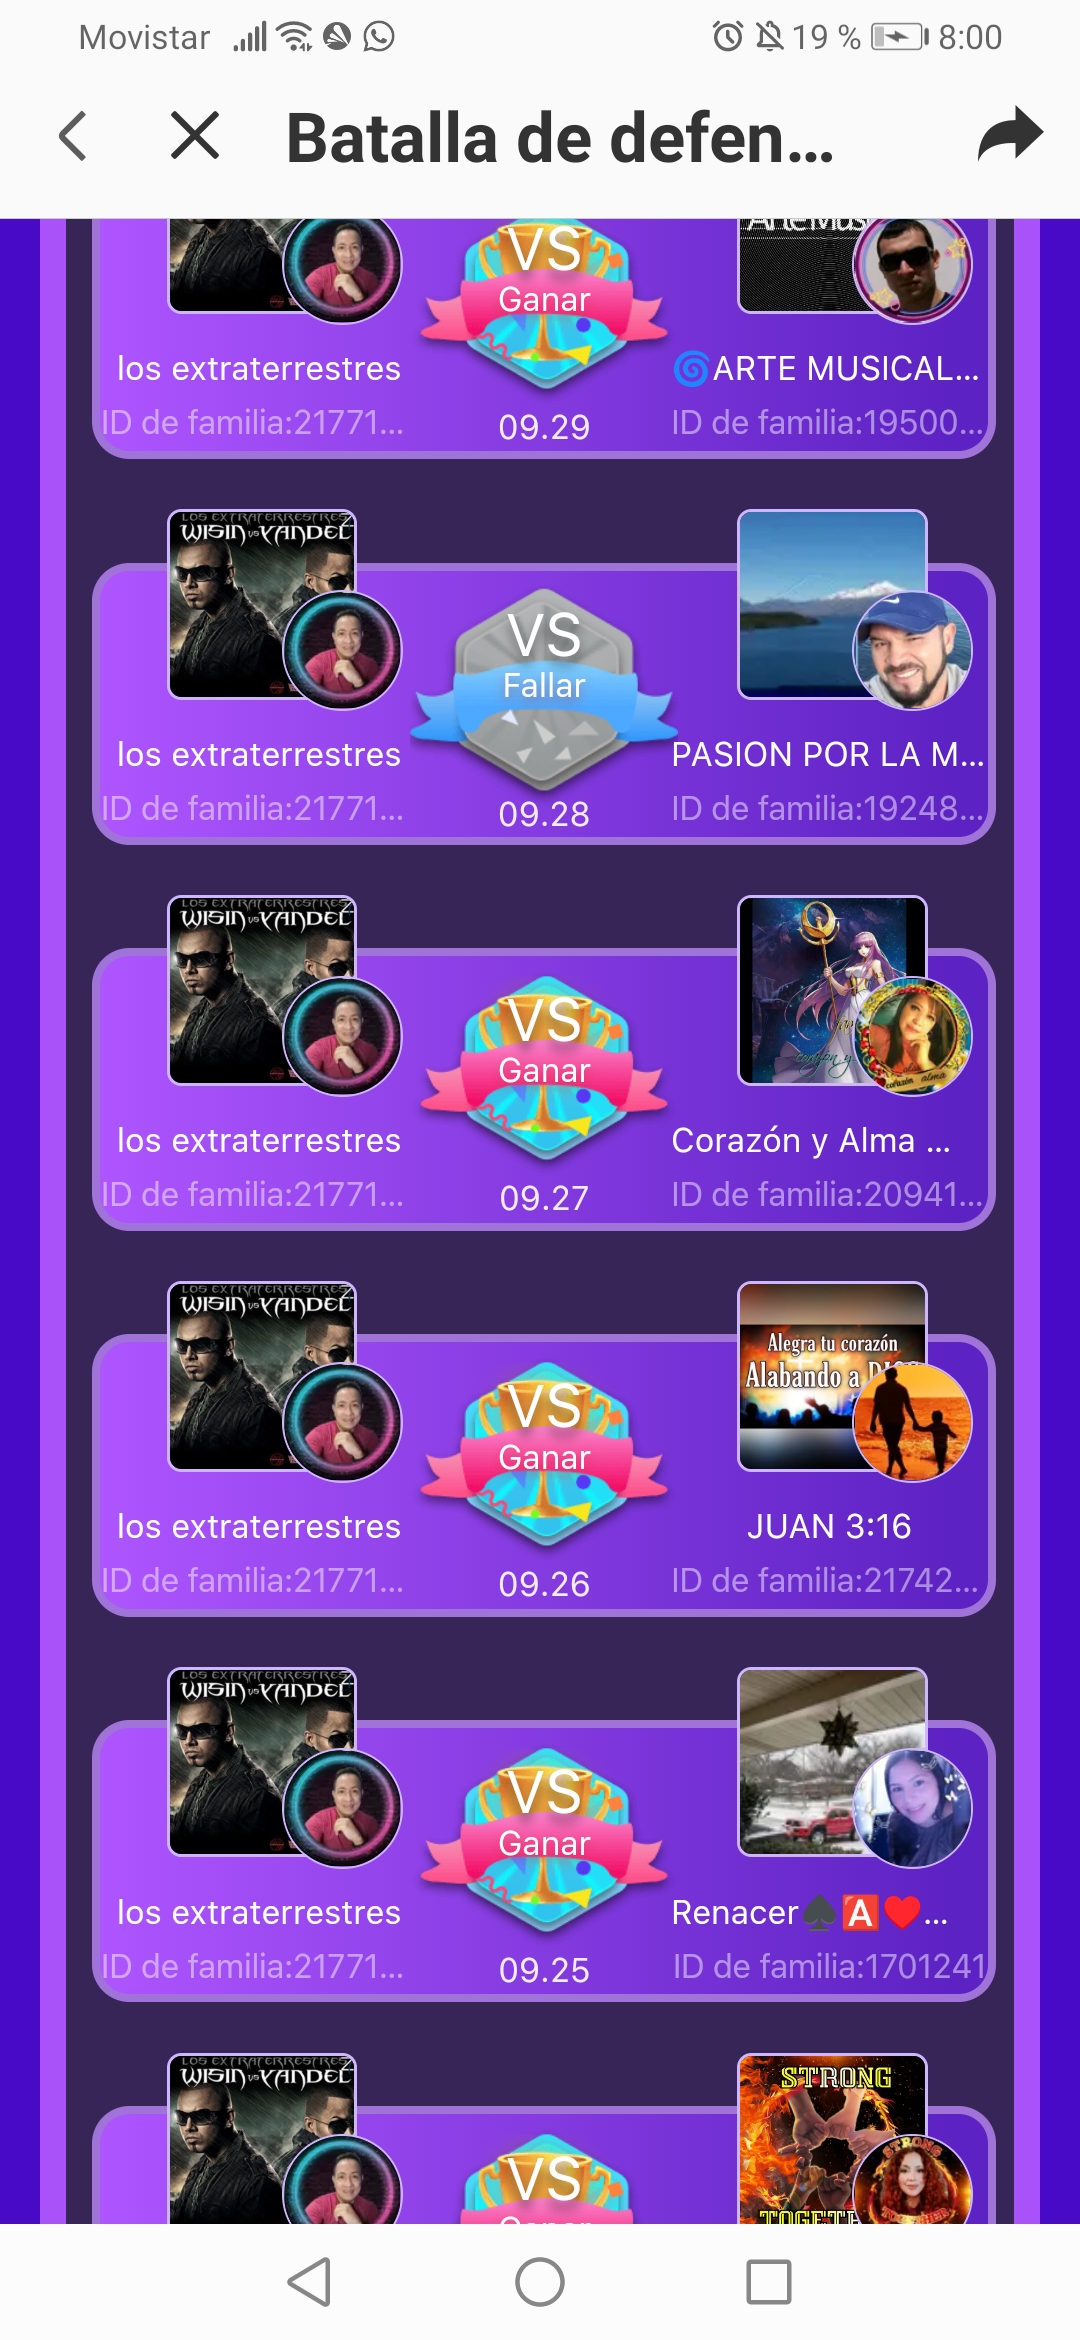 Movistar 19 % 8:00
Batalla de defen...
VS
Ganar
los extraterrestres
ARTE MUSICAL...
ID de familia:21771...
09.29
ID de familia:19500...
LOS EXTRATERRESTRES
WISIN vs YANDEL
VS
Fallar
los extraterrestres
PASION POR LA M...
ID de familia:21771...
09.28
ID de familia:19248...
LOS EXTRATERRESTRES
WISIN vs YANDEL
VS
Ganar
corazón y
corazón alma
los extraterrestres
Corazón y Alma ...
ID de familia:21771...
09.27
ID de familia:20941...
LOS EXTRATERRESTRES
WISIN vs YANDEL
Alegra tu corazón
Alabando a
VS
Ganar
los extraterrestres
JUAN 3:16
ID de familia:21771...
09.26
ID de familia:21742...
LOS EXTRATERRESTRES
WISIN vs YANDEL
VS
Ganar
los extraterrestres
Renacer♠️🅰️❤️...
ID de familia:21771...
09.25
ID de familia:1701241
LOS EXTRATERRESTRES
WISIN vs YANDEL
STRONG
VS
STRONG